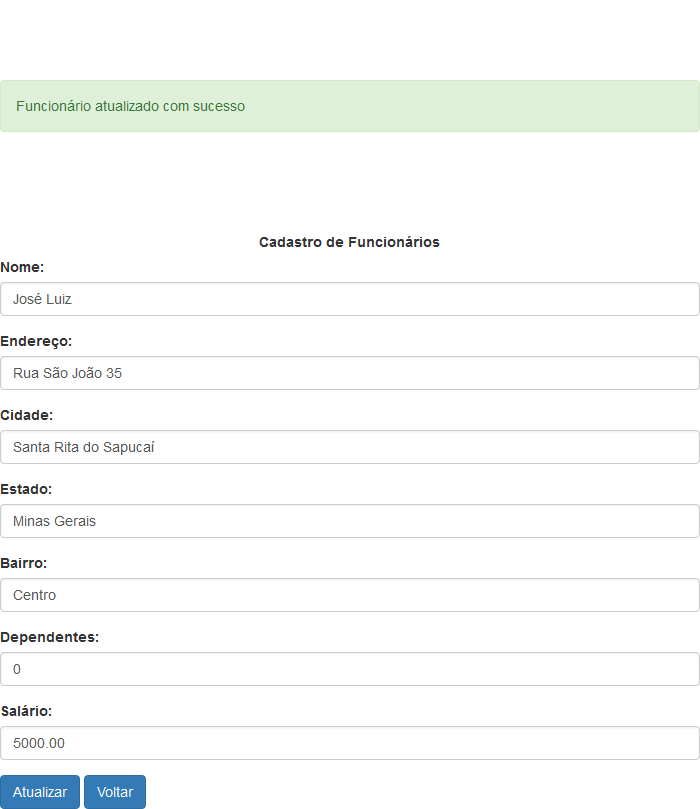 Funcionário atualizado com sucesso
Cadastro de Funcionários
Nome:
José Luiz
Endereço:
Rua São João 35
Cidade:
Santa Rita do Sapucaí
Estado:
Minas Gerais
Bairro:
Centro
Dependentes:
0
Salário:
5000.00
Atualizar Voltar